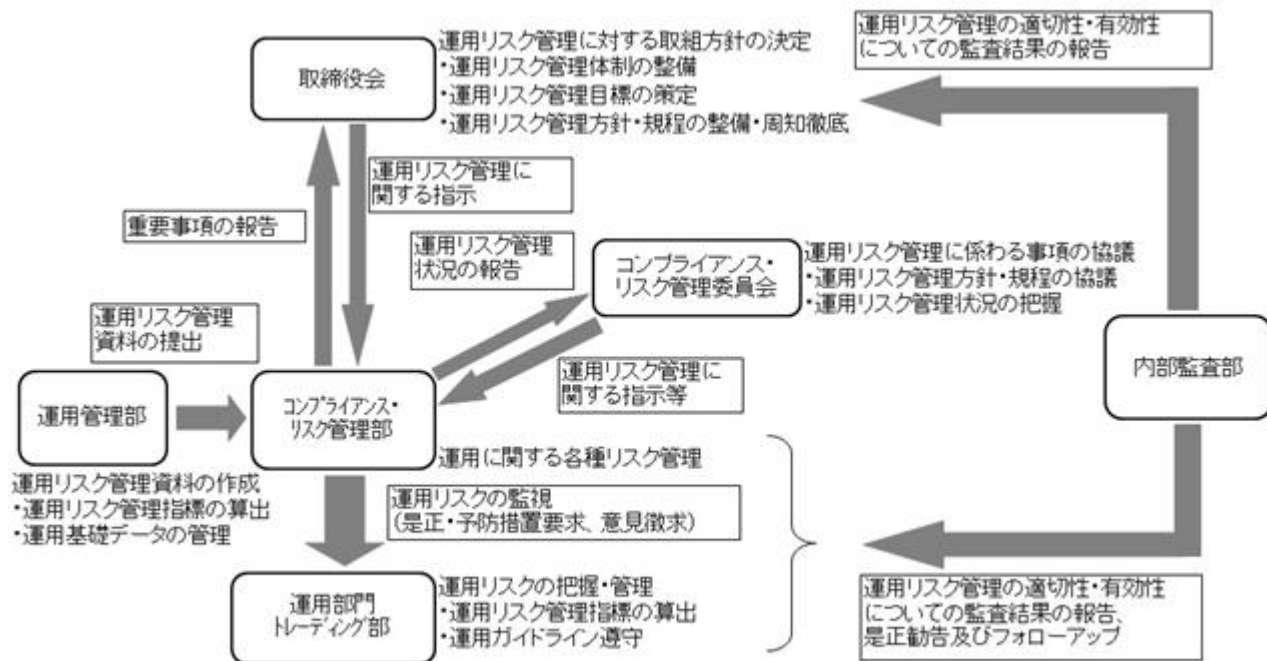 運用リスク管理に対する取組方針の決定
・運用リスク管理体制の整備
・運用リスク管理目標の策定
・運用リスク管理方針・規程の整備・周知徹底
取締役会
運用リスク管理の適切性・有効性
についての監査結果の報告
運用リスク管理に
関する指示
重要事項の報告
運用リスク管理
状況の報告
コンプライアンス・
リスク管理委員会
運用リスク管理に係わる事項の協議
・運用リスク管理方針・規程の協議
・運用リスク管理状況の把握
運用リスク管理
資料の提出
運用リスク管理に
関する指示等
内部監査部
運用管理部
コンプライアンス・
リスク管理部
運用に関する各種リスク管理
運用リスク管理資料の作成
・運用リスク管理指標の算出
・運用基礎データの管理
運用リスクの監視
(是正・予防措置要求、意見徴求)
運用部門
トレーディング部
運用リスクの把握・管理
・運用リスク管理指標の算出
・運用ガイドライン遵守
運用リスク管理の適切性・有効性
についての監査結果の報告、
是正勧告及びフォローアップ